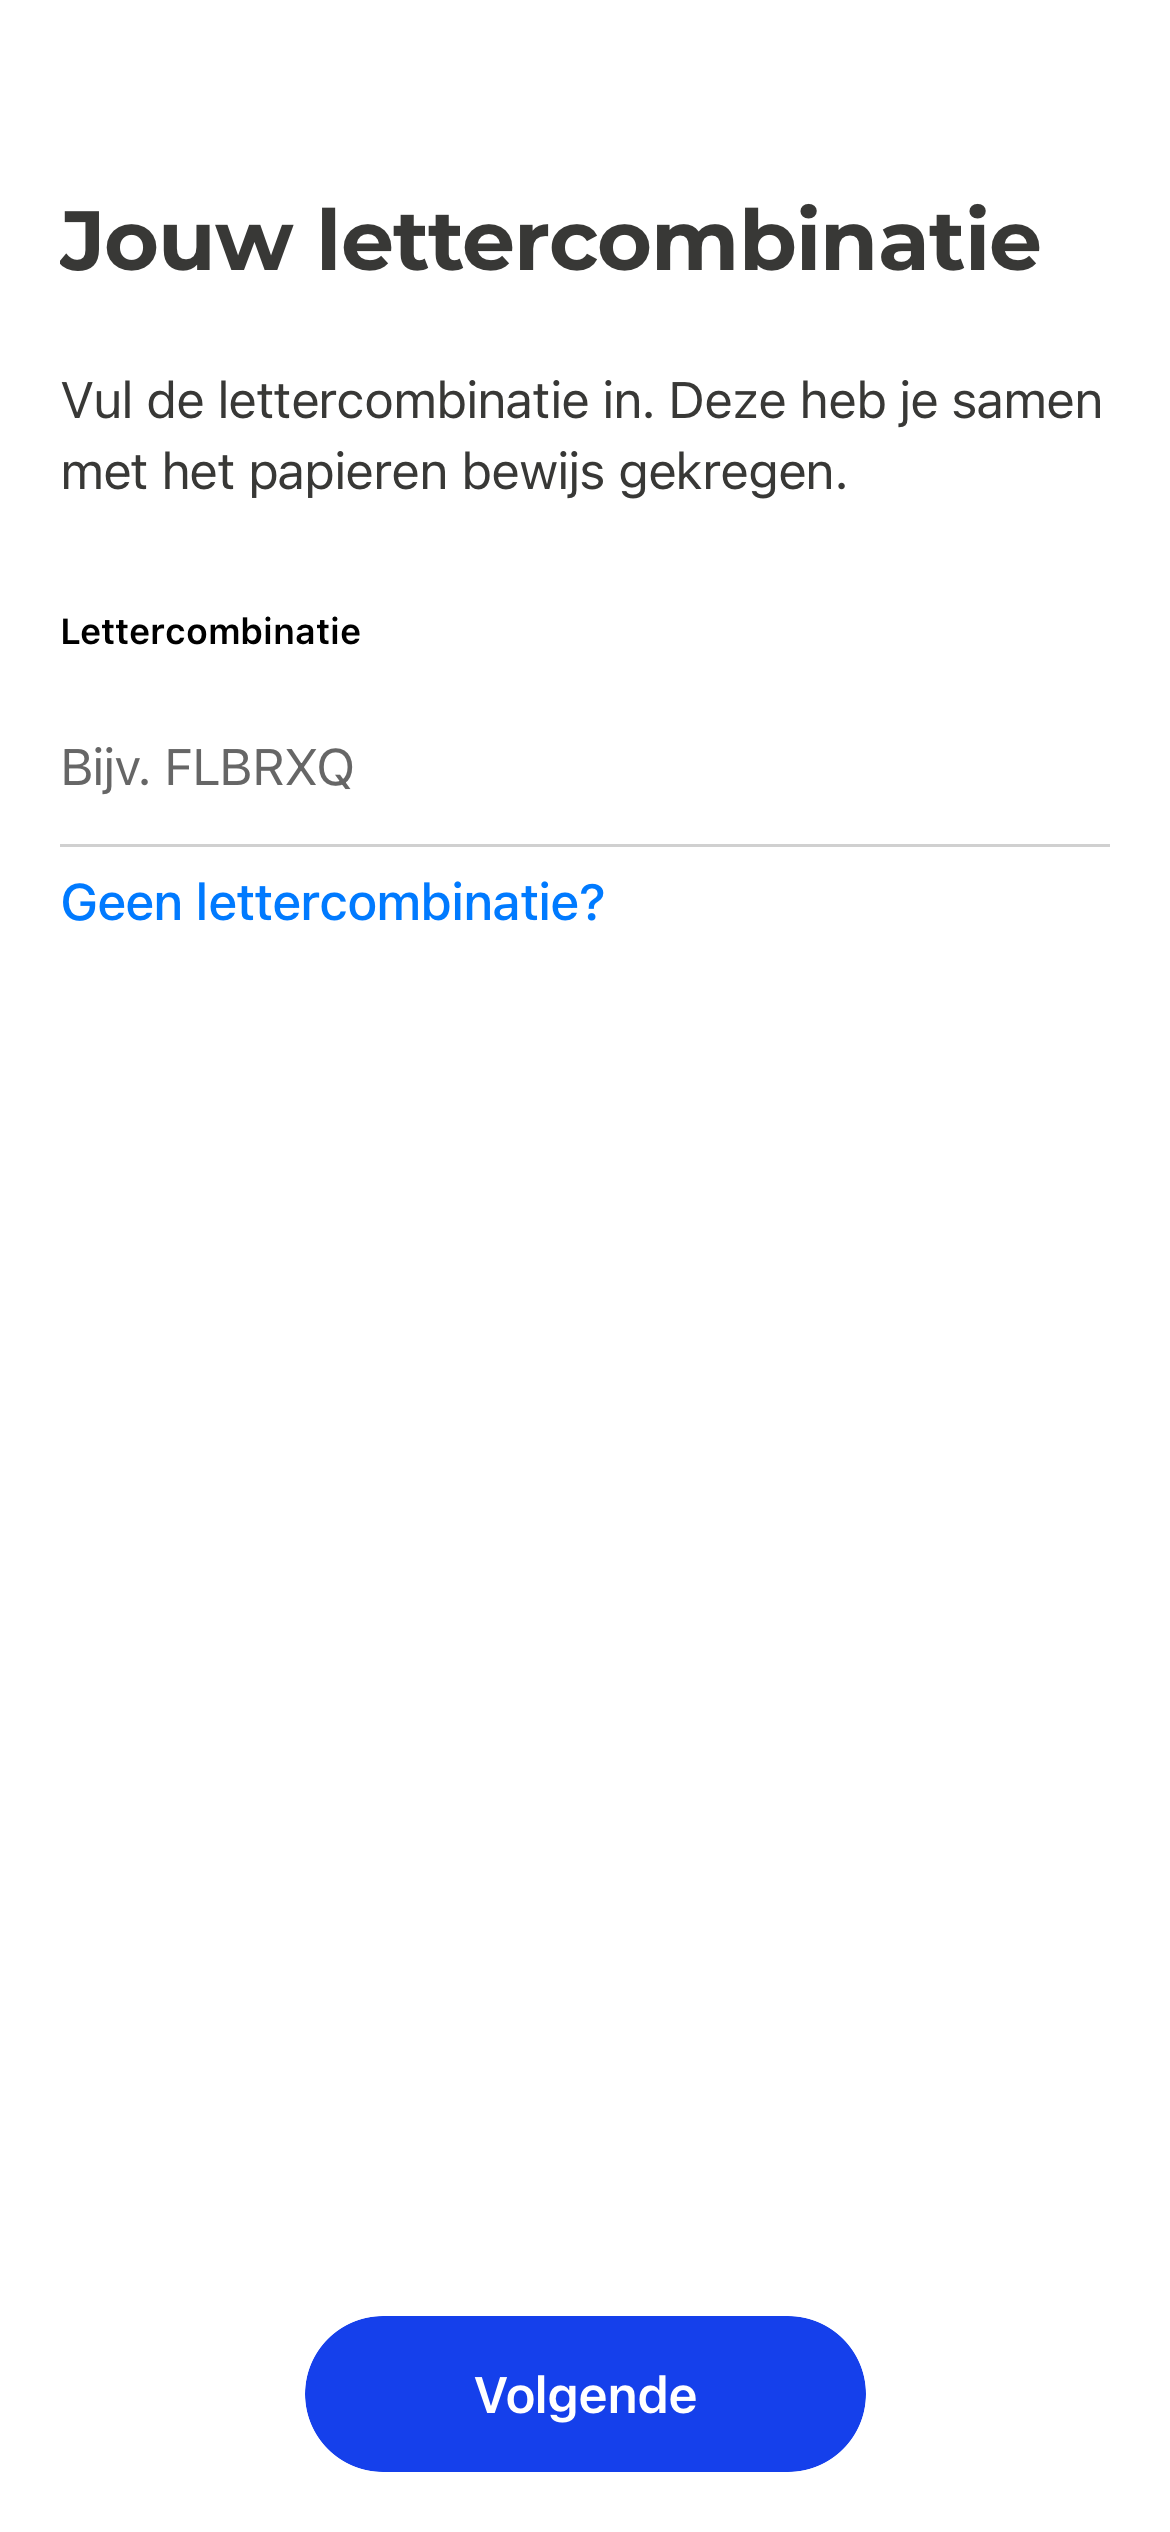 Jouw lettercombinatie
Vul de lettercombinatie in. Deze heb je samen
met het papieren bewijs gekregen.
Lettercombinatie
Bijv. FLBRXQ
Geen lettercombinatie?
Volgende